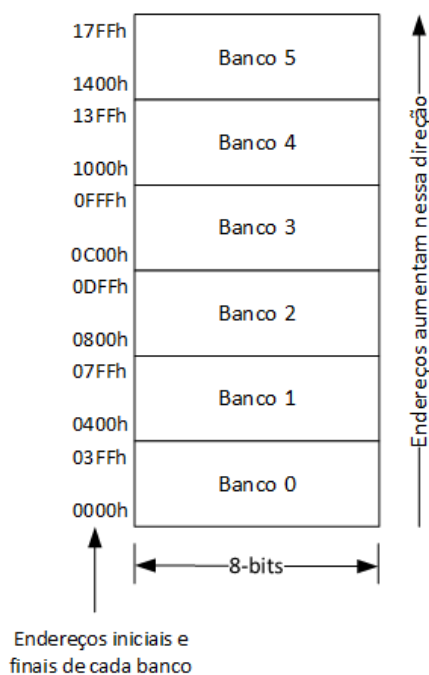 17FFh
Banco 5
1400h
13FFh
Banco 4
1000h
0FFFh
Banco 3
0C00h
0DFFh
Banco 2
0800h
07FFh
Banco 1
0400h
03FFh
Banco 0
0000h
Endereços aumentam nessa direção
8-bits
Endereços iniciais e
finais de cada banco